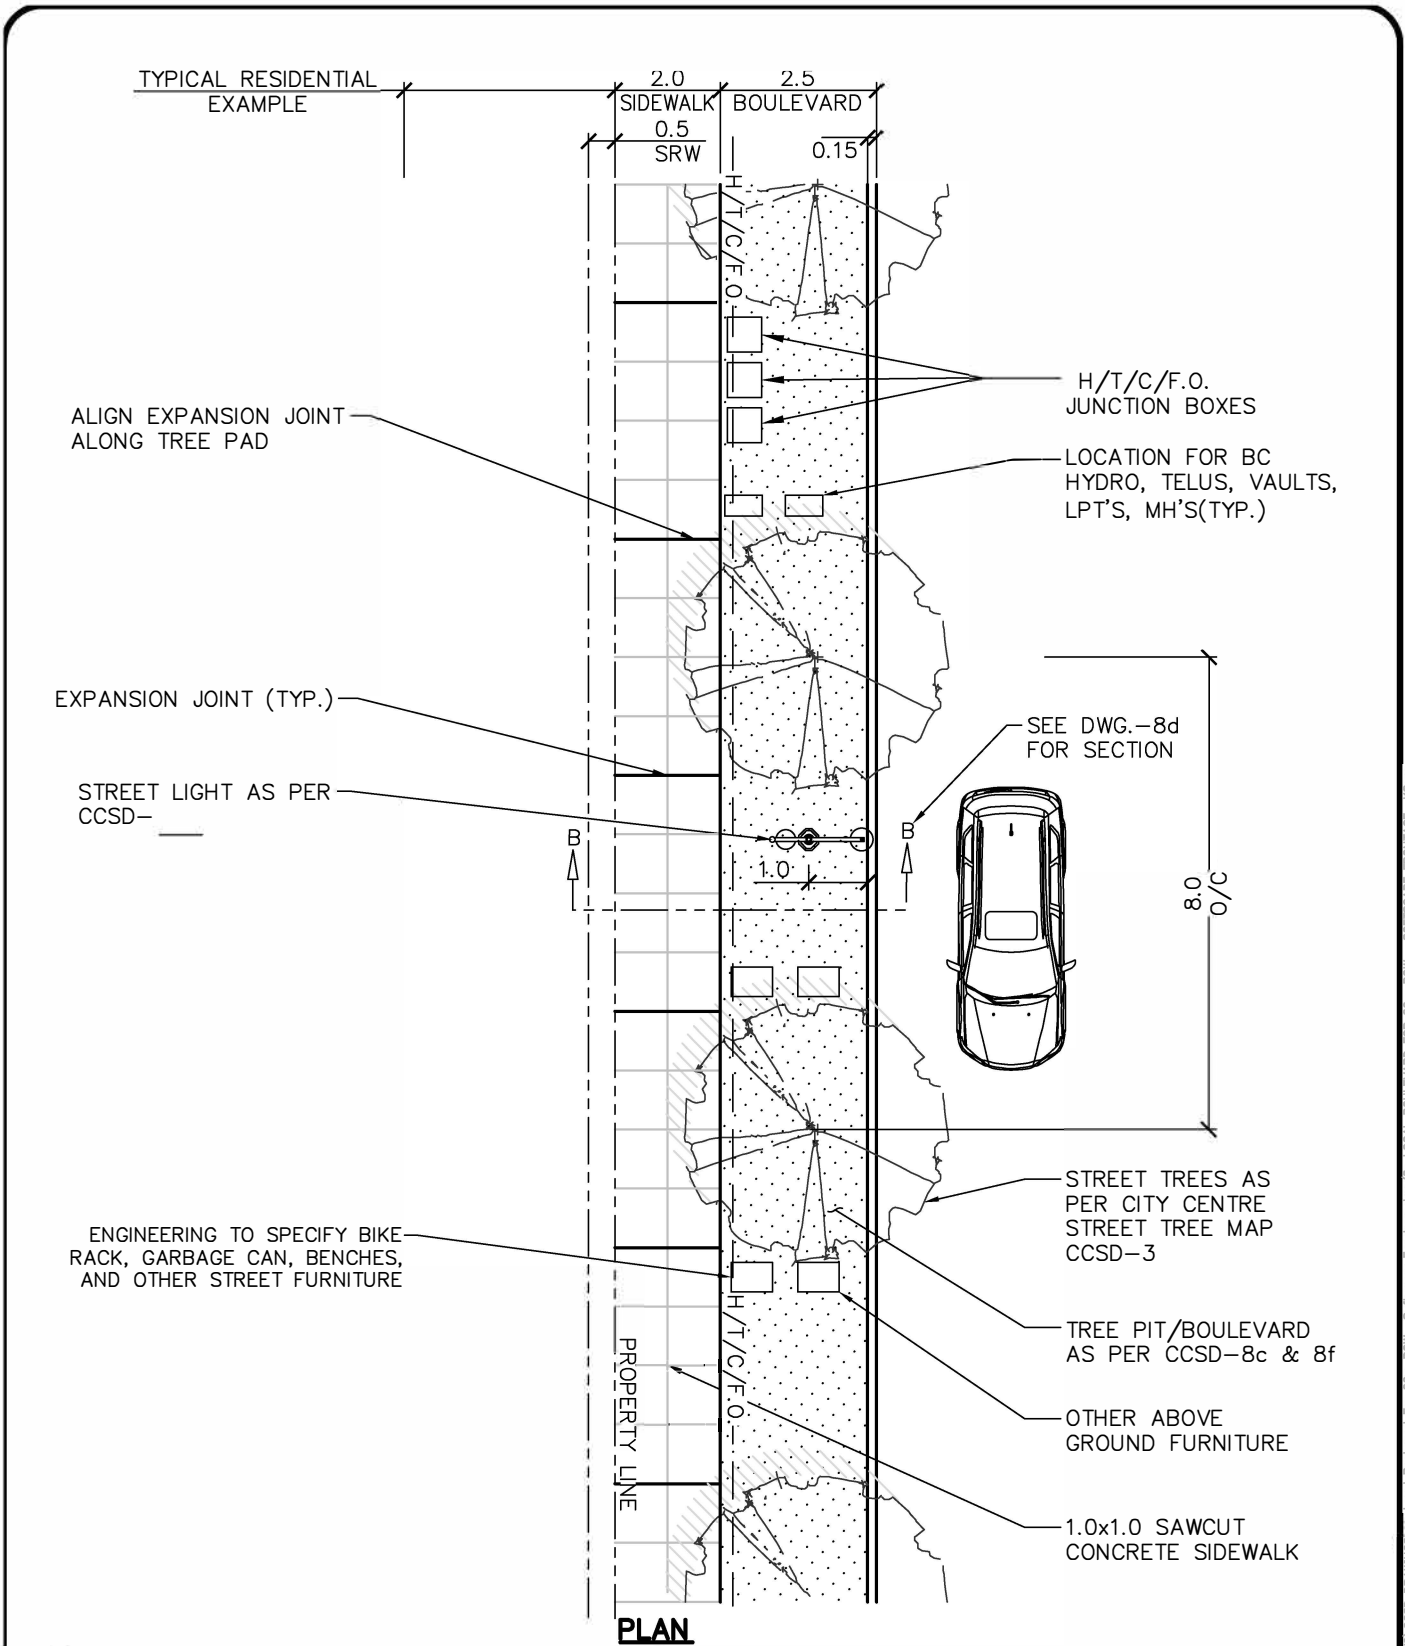 TYPICAL RESIDENTIAL
EXAMPLE
2.0
SIDEWALK
2.5
BOULEVARD
0.5
SRW
0.15
H/T/C/F.O.
H/T/C/F.O.
JUNCTION BOXES
ALIGN EXPANSION JOINT
ALONG TREE PAD
LOCATION FOR BC
HYDRO, TELUS, VAULTS,
LPT'S, MH'S(TYP.)
EXPANSION JOINT (TYP.)
SEE DWG.-8d
FOR SECTION
STREET LIGHT AS PER
CCSD-
B
B
1.0
8.0
O/C
STREET TREES AS
PER CITY CENTRE
STREET TREE MAP
CCSD-3
ENGINEERING TO SPECIFY BIKE
RACK, GARBAGE CAN, BENCHES,
AND OTHER STREET FURNITURE
H/T/C/F.O.
PROPERTY LINE
TREE PIT/BOULEVARD
AS PER CCSD-8c & 8f
OTHER ABOVE
GROUND FURNITURE
1.0x1.0 SAWCUT
CONCRETE SIDEWALK
PLAN